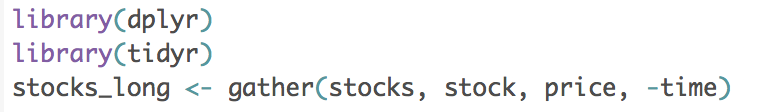 library(dplyr)
library(tidyr)
stocks_long <- gather(stocks, stock, price, -time)